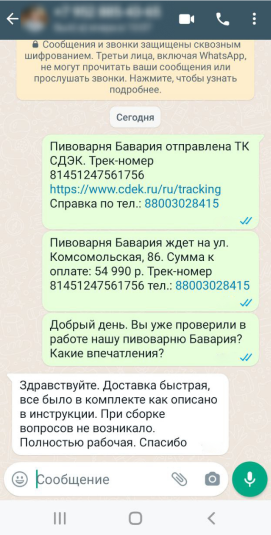 Сообщения и звонки защищены сквозным
шифрованием. Третьи лица, включая WhatsApp,
не могут прочитать ваши сообщения или
прослушать звонки. Нажмите, чтобы узнать
подробнее.
Сегодня
Пивоварня Бавария отправлена ТК
СДЭК. Трек-номер
81451247561756
https://www.cdek.ru/ru/tracking
Справка по тел.: 88003028415
Пивоварня Бавария ждет на ул.
Комсомольская, 86. Сумма к
оплате: 54 990 р. Трек-номер
81451247561756 тел.: 88003028415
Добрый день. Вы уже проверили в
работе нашу пивоварню Бавария?
Какие впечатления?
Здравствуйте. Доставка быстрая,
все было в комплекте как описано
в инструкции. При сборке
вопросов не возникало.
Полностью рабочая. Спасибо
Сообщение